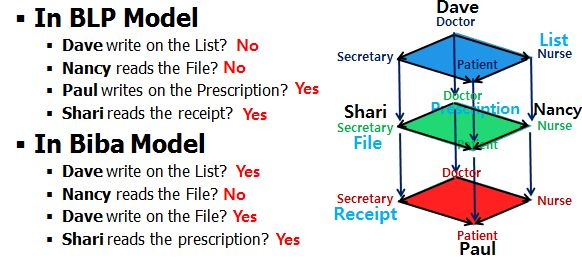 In BLP Model
Dave write on the List? No
Nancy reads the File? No
Paul writes on the Prescription? Yes
Shari reads the receipt? Yes
In Biba Model
Dave write on the List? Yes
Nancy reads the File? No
Dave write on the File? Yes
Shari reads the prescription? Yes
Dave
Doctor
List
Secretary
Nurse
Patient
Doctor
Prescription
Shari
Nancy
Secretary
Nurse
File
Patient
Doctor
Secretary
Nurse
Receipt
Patient
Paul